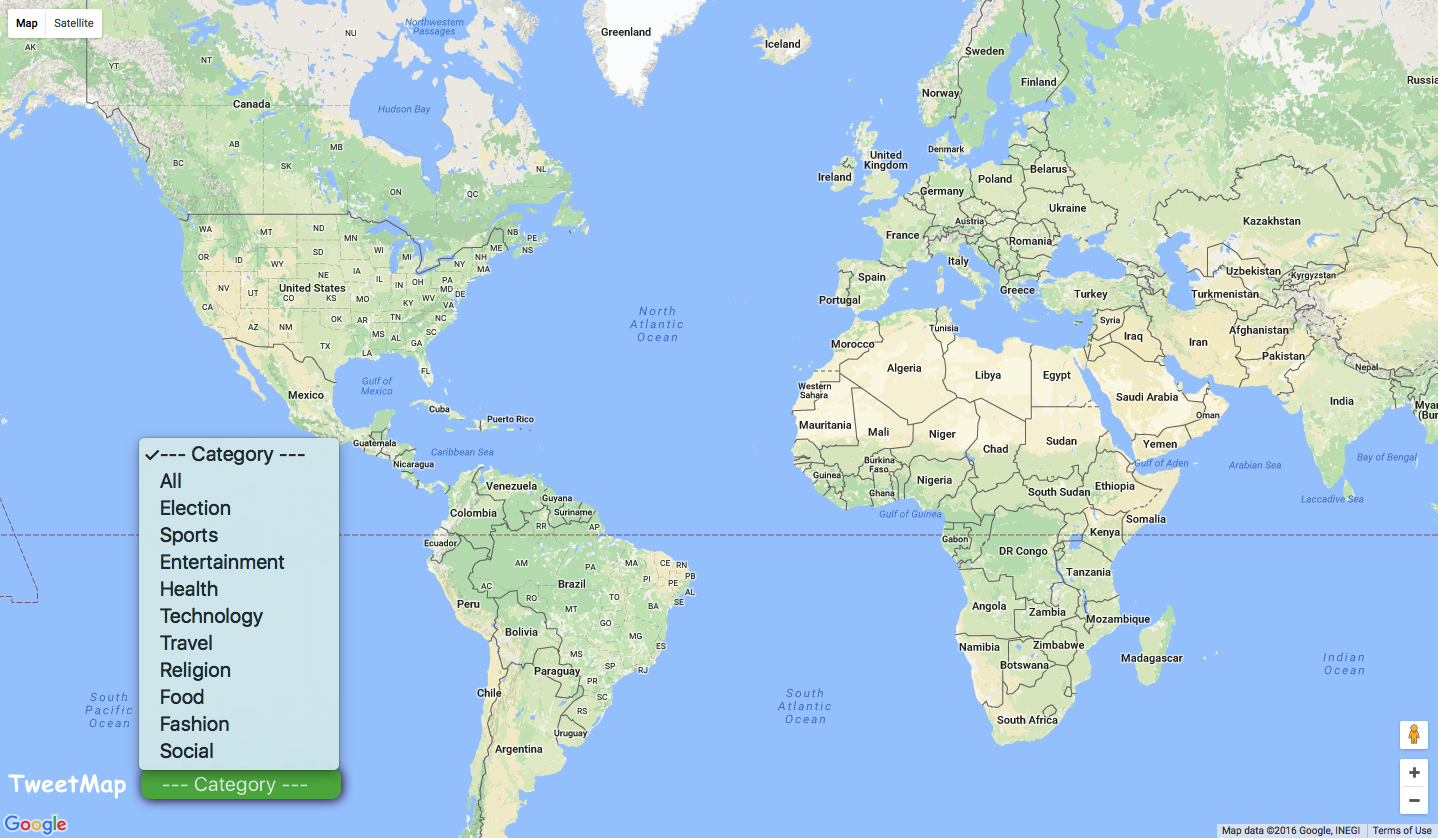 Map Satellite
Greenland
Iceland
Northwestern
Passages
NU
AK
YT
NT
Canada
Hudson Bay
BC
AB
SK
MB
ON
QC
NL
NB
PE
NS
WA
MT
ND
MN
OR
ID
WY
SD
WI
MI
NY
ME
NH
MA
NV
UT
CO
NE
IA
IL
IN
OH
PA
MD
DE
United States
CA
AZ
NM
KS
MO
KY
WV
VA
OK
AR
TN
NC
TX
LA
MS
AL
GA
SC
FL
Gulf of
Mexico
Mexico
Cuba
Puerto Rico
Guatemala
Nicaragua
Caribbean Sea
North
Atlantic
Ocean
Sweden
Finland
Norway
Russia
Denmark
United
Kingdom
Ireland
Germany
Poland
Belarus
Ukraine
Austria
France
Romania
Italy
Spain
Portugal
Greece
Turkey
Kazakhstan
Uzbekistan
Kyrgyzstan
Turkmenistan
Tunisia
Morocco
Syria
Iraq
Iran
Afghanistan
Pakistan
Nepal
Algeria
Libya
Egypt
Western
Sahara
Saudi Arabia
Oman
India
Myan
(Bur
Mauritania
Mali
Niger
Chad
Sudan
Yemen
Gulf of Aden
Arabian Sea
Bay of Bengal
Laccadive Sea
Guinea
Burkina
Faso
Ghana
Nigeria
Gulf of Guinea
South Sudan
Ethiopia
Somalia
Gabon
DR Congo
Kenya
Tanzania
Angola
Zambia
Mozambique
Namibia
Zimbabwe
Botswana
Madagascar
South Africa
Indian
Ocean
Venezuela
Guyana
Suriname
Colombia
RR
AP
Ecuador
AM
PA
MA
CE
RN
PB
PE
PI
AL
SE
AC
RO
TO
BA
Brazil
Peru
MT
GO
MG
ES
Bolivia
MS
SP
RJ
Paraguay
PR
SC
RS
Chile
Uruguay
Argentina
South
Atlantic
Ocean
South
Pacific
Ocean
✓--- Category ---
All
Election
Sports
Entertainment
Health
Technology
Travel
Religion
Food
Fashion
Social
TweetMap --- Category ---
Google
+
−
Map data ©2016 Google, INEGI Terms of Use